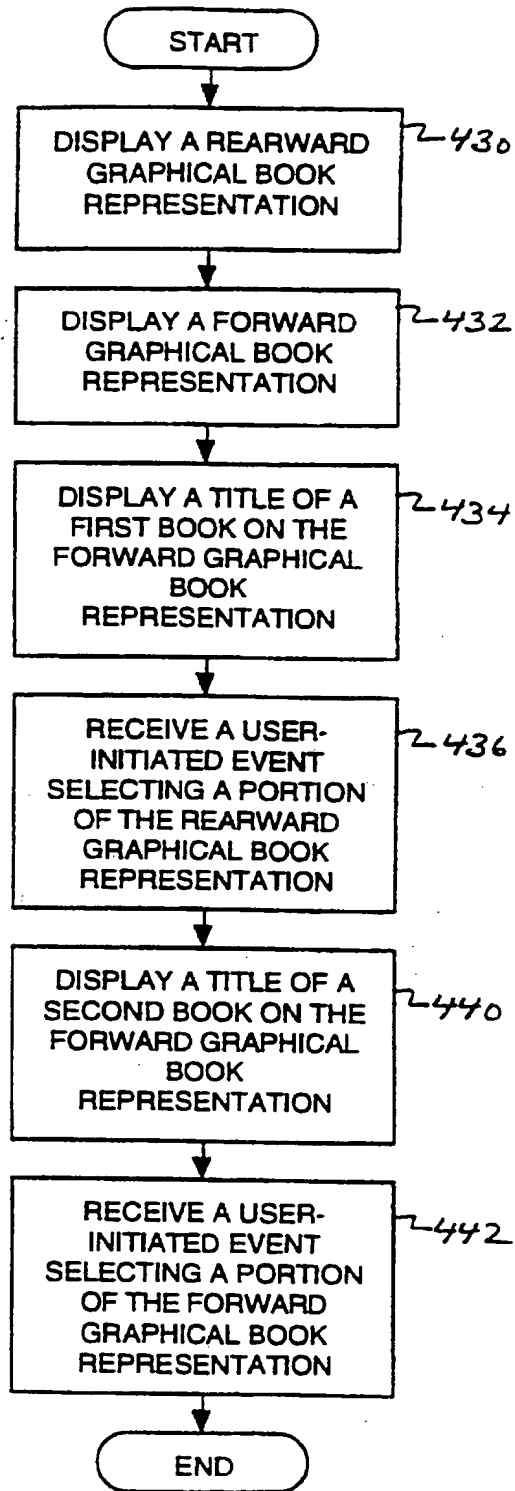 START
DISPLAY A REARWARD
GRAPHICAL BOOK
REPRESENTATION
430
DISPLAY A FORWARD
GRAPHICAL BOOK
REPRESENTATION
432
DISPLAY A TITLE OF A
FIRST BOOK ON THE
FORWARD GRAPHICAL
BOOK
REPRESENTATION
434
RECEIVE A USER-
INITIATED EVENT
SELECTING A PORTION
OF THE REARWARD
GRAPHICAL BOOK
REPRESENTATION
436
DISPLAY A TITLE OF A
SECOND BOOK ON THE
FORWARD GRAPHICAL
BOOK
REPRESENTATION
440
RECEIVE A USER-
INITIATED EVENT
SELECTING A PORTION
OF THE FORWARD
GRAPHICAL BOOK
REPRESENTATION
442
END